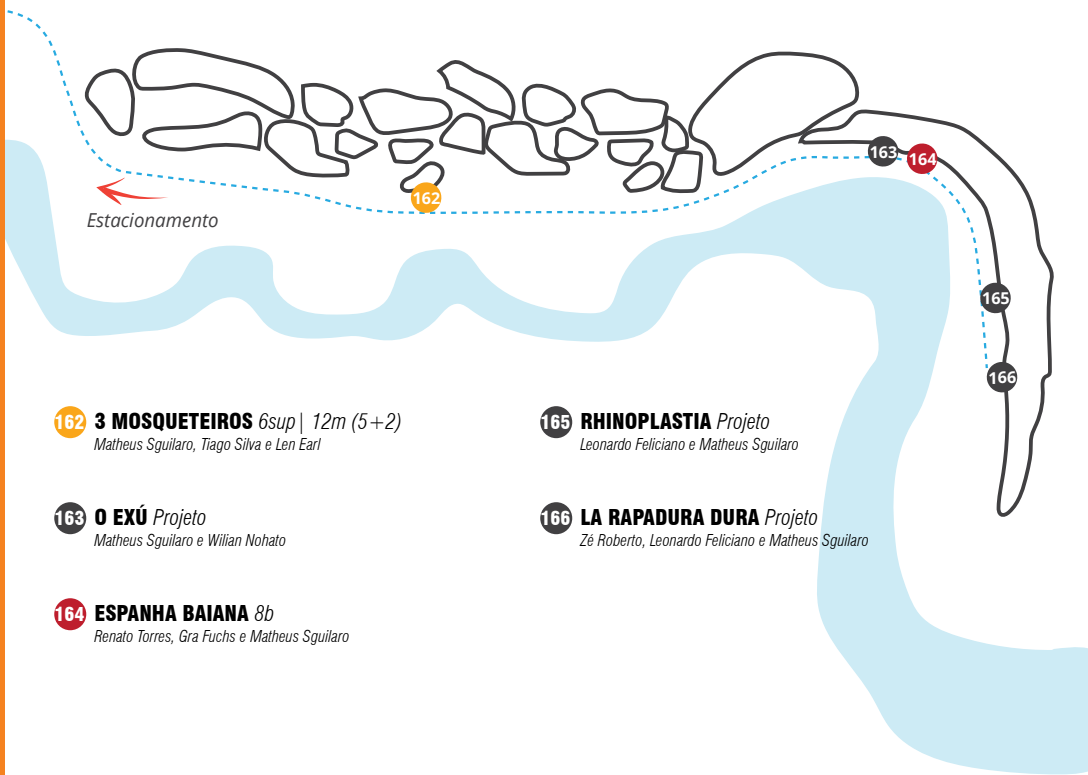 163
164
162
Estacionamento
165
166
162 3 MOSQUETEIROS 6sup | 12m (5+2)
Matheus Sguilaro, Tiago Silva e Len Earl
163 O EXÚ Projeto
Matheus Sguilaro e Wilian Nohato
164 ESPANHA BAIANA 8b
Renato Torres, Gra Fuchs e Matheus Sguilaro
165 RHINOPLASTIA Projeto
Leonardo Feliciano e Matheus Sguilaro
166 LA RAPADURA DURA Projeto
Zé Roberto, Leonardo Feliciano e Matheus Sguilaro